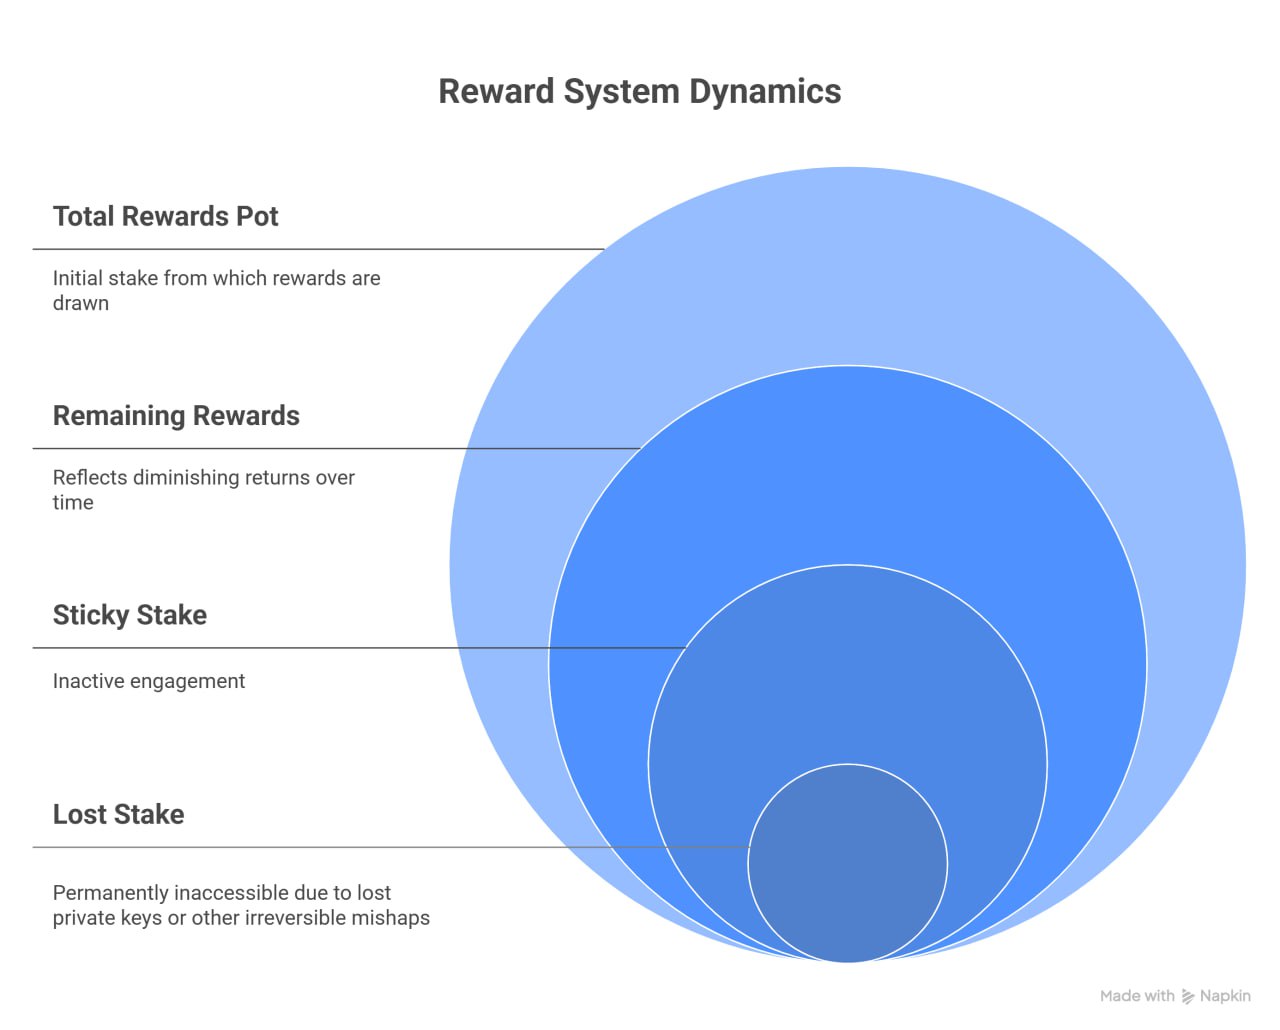 Reward System Dynamics
Total Rewards Pot
Initial stake from which rewards are
drawn
Remaining Rewards
Reflects diminishing returns over
time
Sticky Stake
Inactive engagement
Lost Stake
Permanently inaccessible due to lost
private keys or other irreversible mishaps
Made with Napkin